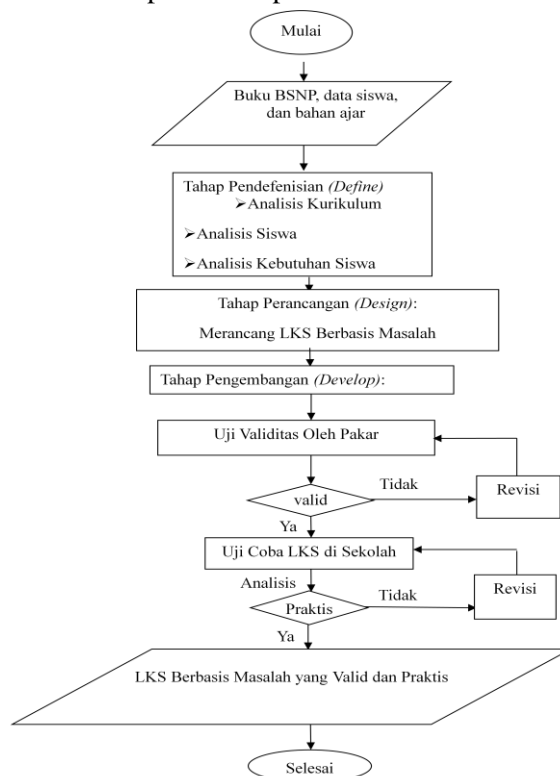 Mulai
Buku BSNP, data siswa,
dan bahan ajar
Tahap Pendefenisian (Define)
➢Analisis Kurikulum
➢Analisis Siswa
➢Analisis Kebutuhan Siswa
Tahap Perancangan (Design):
Merancang LKS Berbasis Masalah
Tahap Pengembangan (Develop):
Uji Validitas Oleh Pakar
valid
Tidak
Revisi
Ya
Uji Coba LKS di Sekolah
Analisis
Praktis
Tidak
Revisi
Ya
LKS Berbasis Masalah yang Valid dan Praktis
Selesai